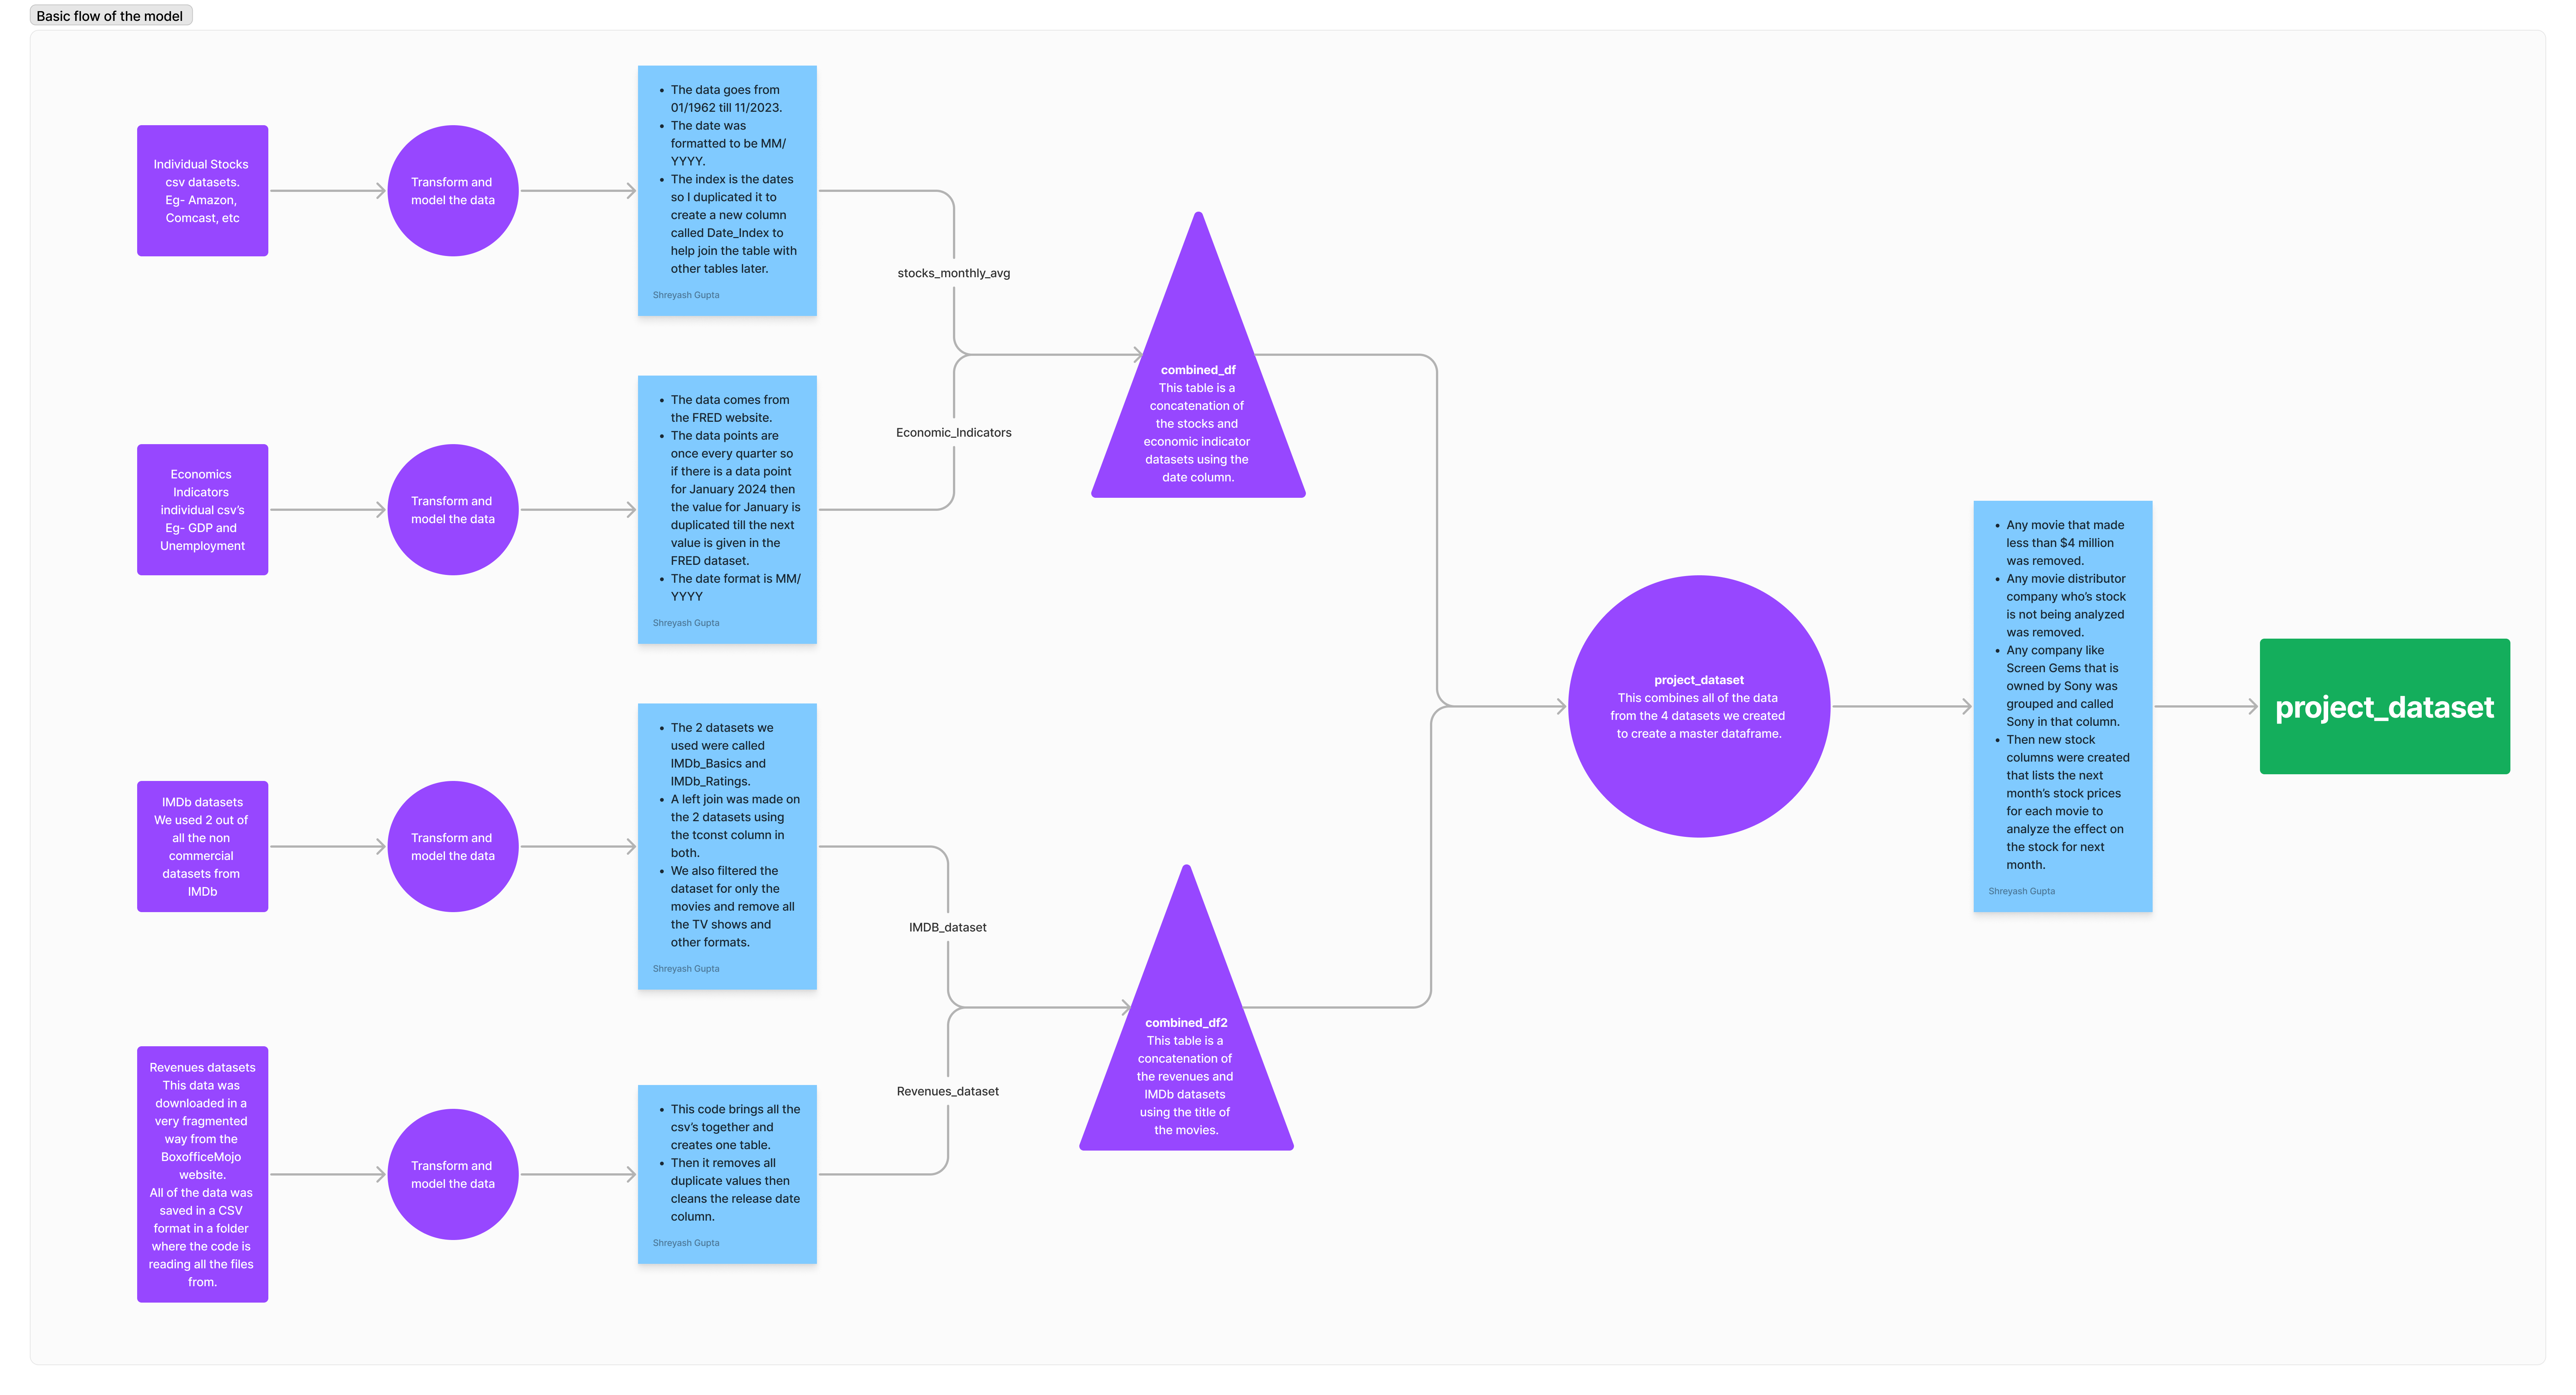 Basic flow of the model
Individual Stocks
csv datasets.
Eg- Amazon,
Comcast, etc
Transform and
model the data
• The data goes from
01/1962 till 11/2023.
• The date was
formatted to be MM/
YYYY.
• The index is the dates
so I duplicated it to
create a new column
called Date_Index to
help join the table with
other tables later.
Shreyash Gupta
stocks_monthly_avg
Economics
Indicators
individual csv’s
Eg- GDP and
Unemployment
Transform and
model the data
• The data comes from
the FRED website.
• The data points are
once every quarter so
if there is a data point
for January 2024 then
the value for January is
duplicated till the next
value is given in the
FRED dataset.
• The date format is MM/
YYYY
Shreyash Gupta
Economic_Indicators
combined_df
This table is a
concatenation of
the stocks and
economic indicator
datasets using the
date column.
IMDb datasets
We used 2 out of
all the non
commercial
datasets from
IMDb
Transform and
model the data
• The 2 datasets we
used were called
IMDb_Basics and
IMDb_Ratings.
• A left join was made on
the 2 datasets using
the tconst column in
both.
• We also filtered the
dataset for only the
movies and remove all
the TV shows and
other formats.
Shreyash Gupta
IMDB_dataset
Revenues datasets
This data was
downloaded in a
very fragmented
way from the
BoxofficeMojo
website.
All of the data was
saved in a CSV
format in a folder
where the code is
reading all the files
from.
Transform and
model the data
• This code brings all the
csv’s together and
creates one table.
• Then it removes all
duplicate values then
cleans the release date
column.
Shreyash Gupta
Revenues_dataset
combined_df2
This table is a
concatenation of
the revenues and
IMDb datasets
using the title of
the movies.
project_dataset
This combines all of the data
from the 4 datasets we created
to create a master dataframe.
• Any movie that made
less than $4 million
was removed.
• Any movie distributor
company who’s stock
is not being analyzed
was removed.
• Any company like
Screen Gems that is
owned by Sony was
grouped and called
Sony in that column.
• Then new stock
columns were created
that lists the next
month’s stock prices
for each movie to
analyze the effect on
the stock for next
month.
Shreyash Gupta
project_dataset